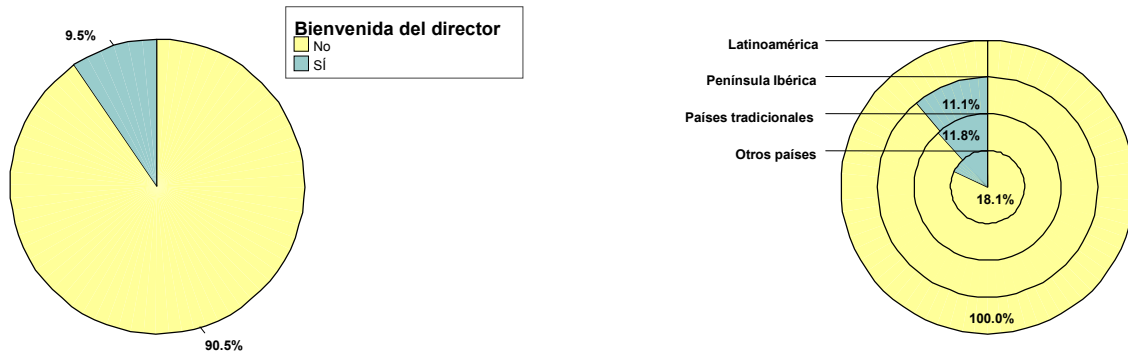 9.5%
Bienvenida del director
No
SÍ
90.5%
Latinoamérica
Península Ibérica
11.1%
Países tradicionales
11.8%
Otros países
18.1%
100.0%